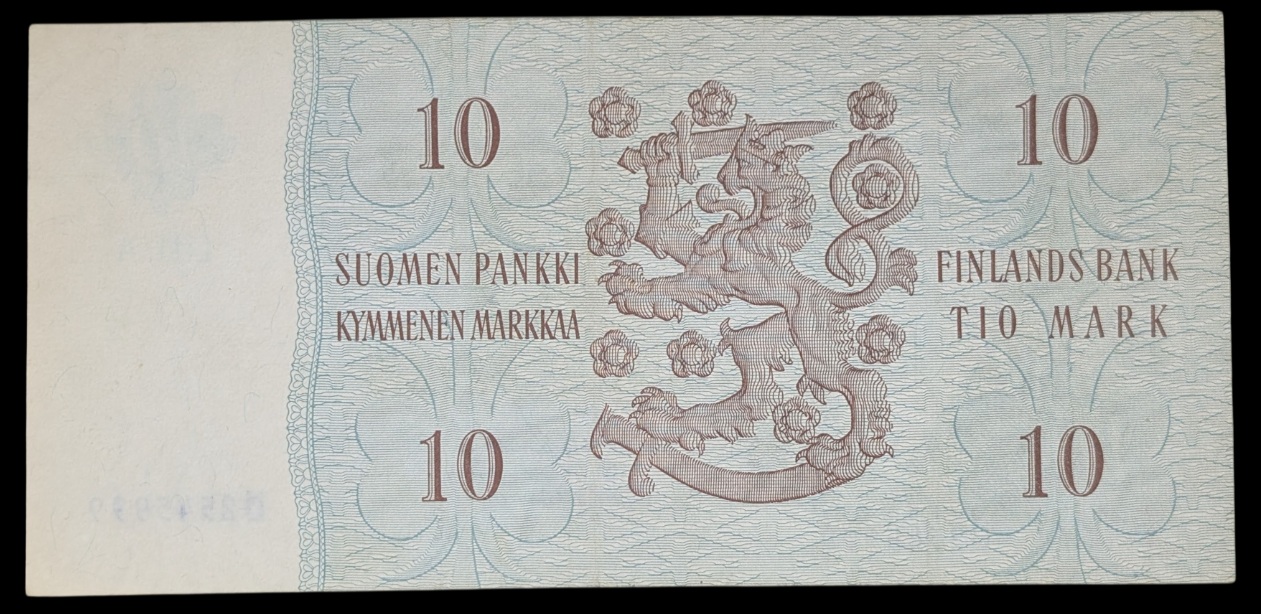 10 10
SUOMEN PANKKI FINLANDS BANK
KYMMENEN MARKKAA TIO MARK
10 10